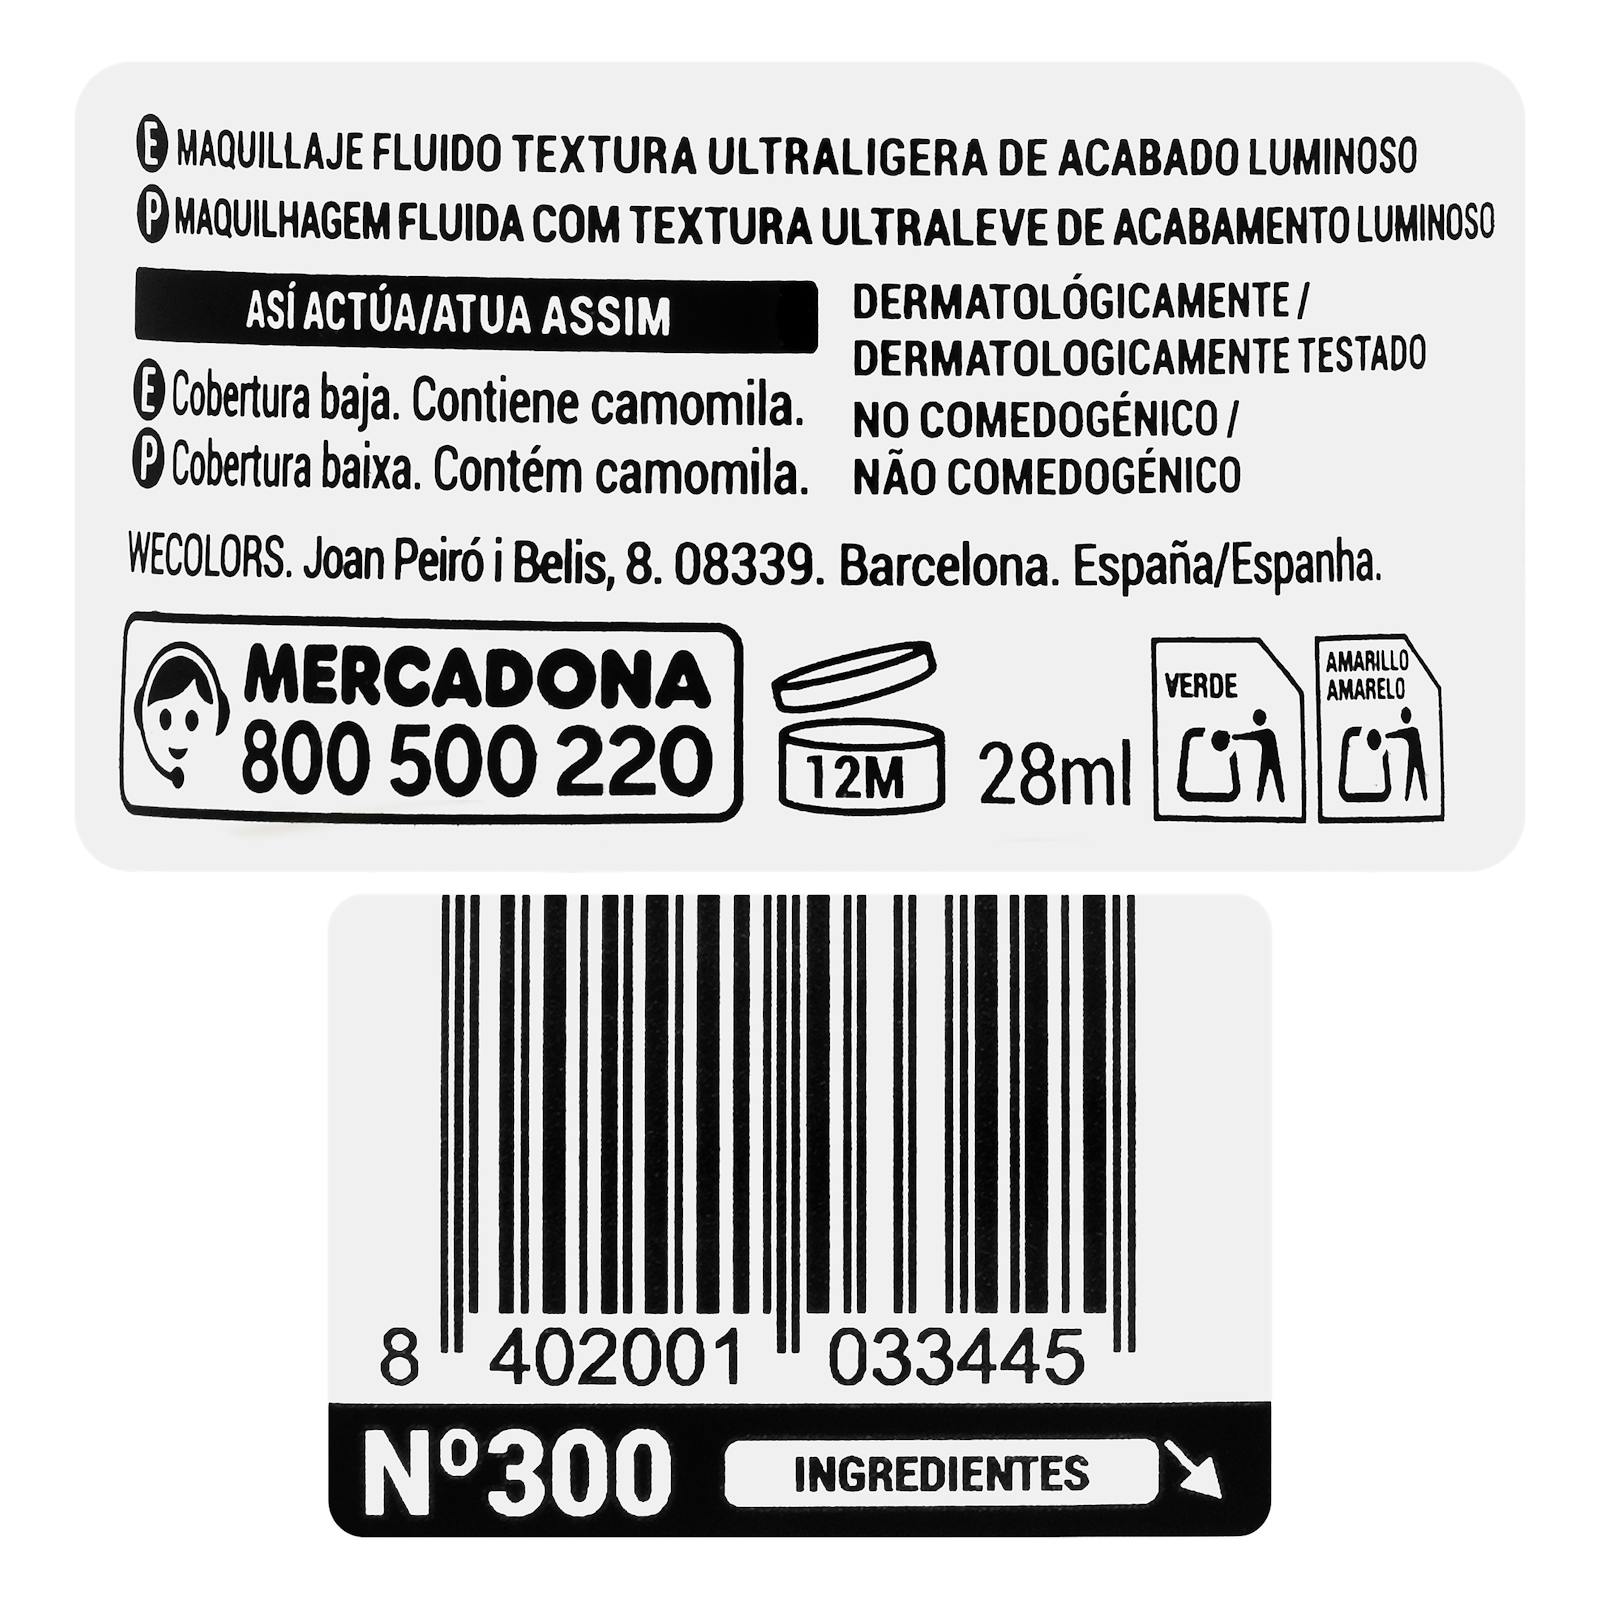 E MAQUILLAJE FLUIDO TEXTURA ULTRALIGERA DE ACABADO LUMINOSO
P MAQUILHAGEM FLUIDA COM TEXTURA ULTRALEVE DE ACABAMENTO LUMINOSO
ASÍ ACTÚA/ATUA ASSIM
E Cobertura baja. Contiene camomila.
P Cobertura baixa. Contém camomila.
DERMATOLÓGICAMENTE /
DERMATOLOGICAMENTE TESTADO
NO COMEDOGÉNICO /
NÃO COMEDOGÉNICO
WECOLORS. Joan Peiró i Belis, 8. 08339. Barcelona. España/Espanha.
MERCADONA
800 500 220
12M
28ml
VERDE
AMARILLO
AMARELO
8 402001 033445
Nº300
INGREDIENTES